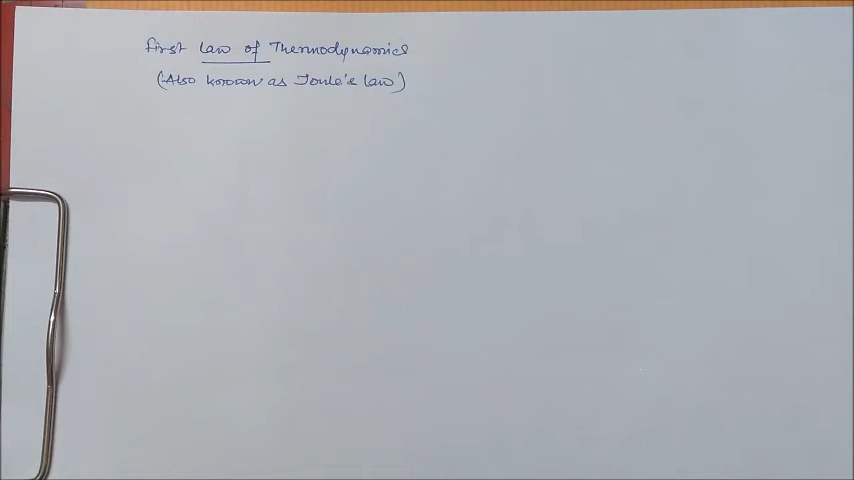 First Law of Thermodynamics
(Also known as Joule's law)